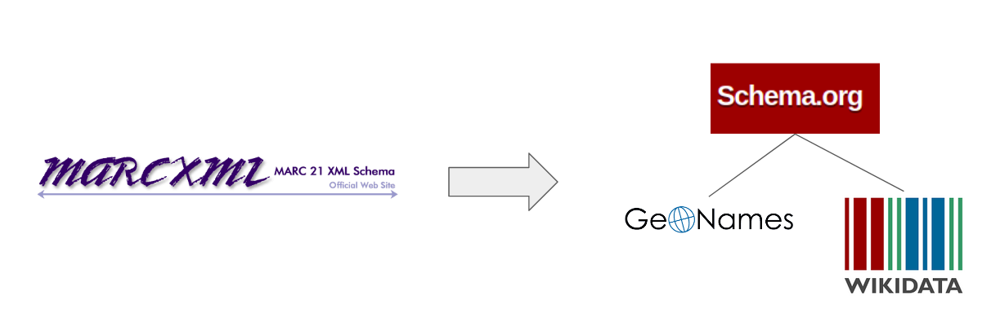 MARCXML MARC 21 XML Schema
Official Web Site
Schema.org
GeoNames
WIKIDATA